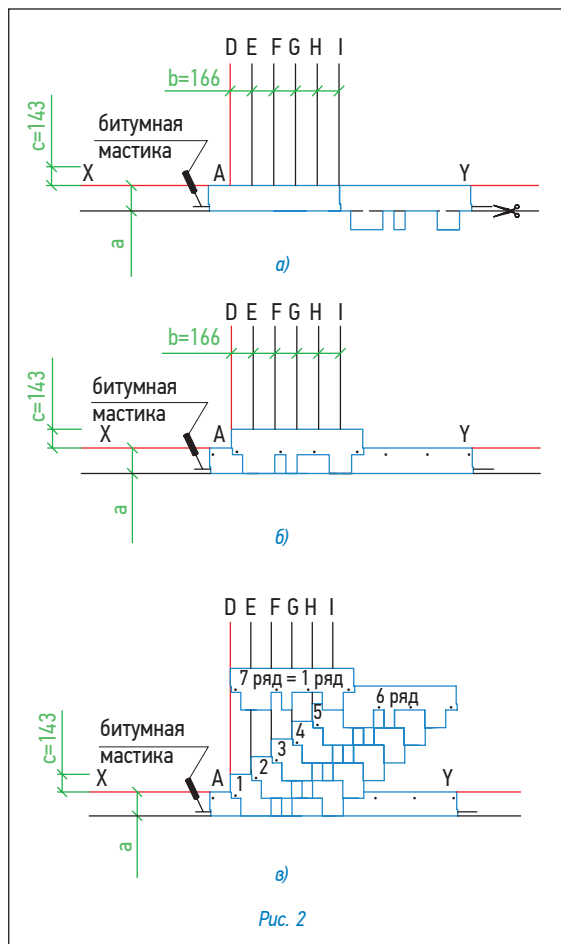 D E F G H I
b=166
c=143
битумная
мастика
X A Y
a
а)
D E F G H I
b=166
c=143
битумная
мастика
X A Y
a
б)
D E F G H I
7 ряд = 1 ряд
6 ряд
5
4
3
2
1
c=143
битумная
мастика
X A Y
a
в)
Рис. 2